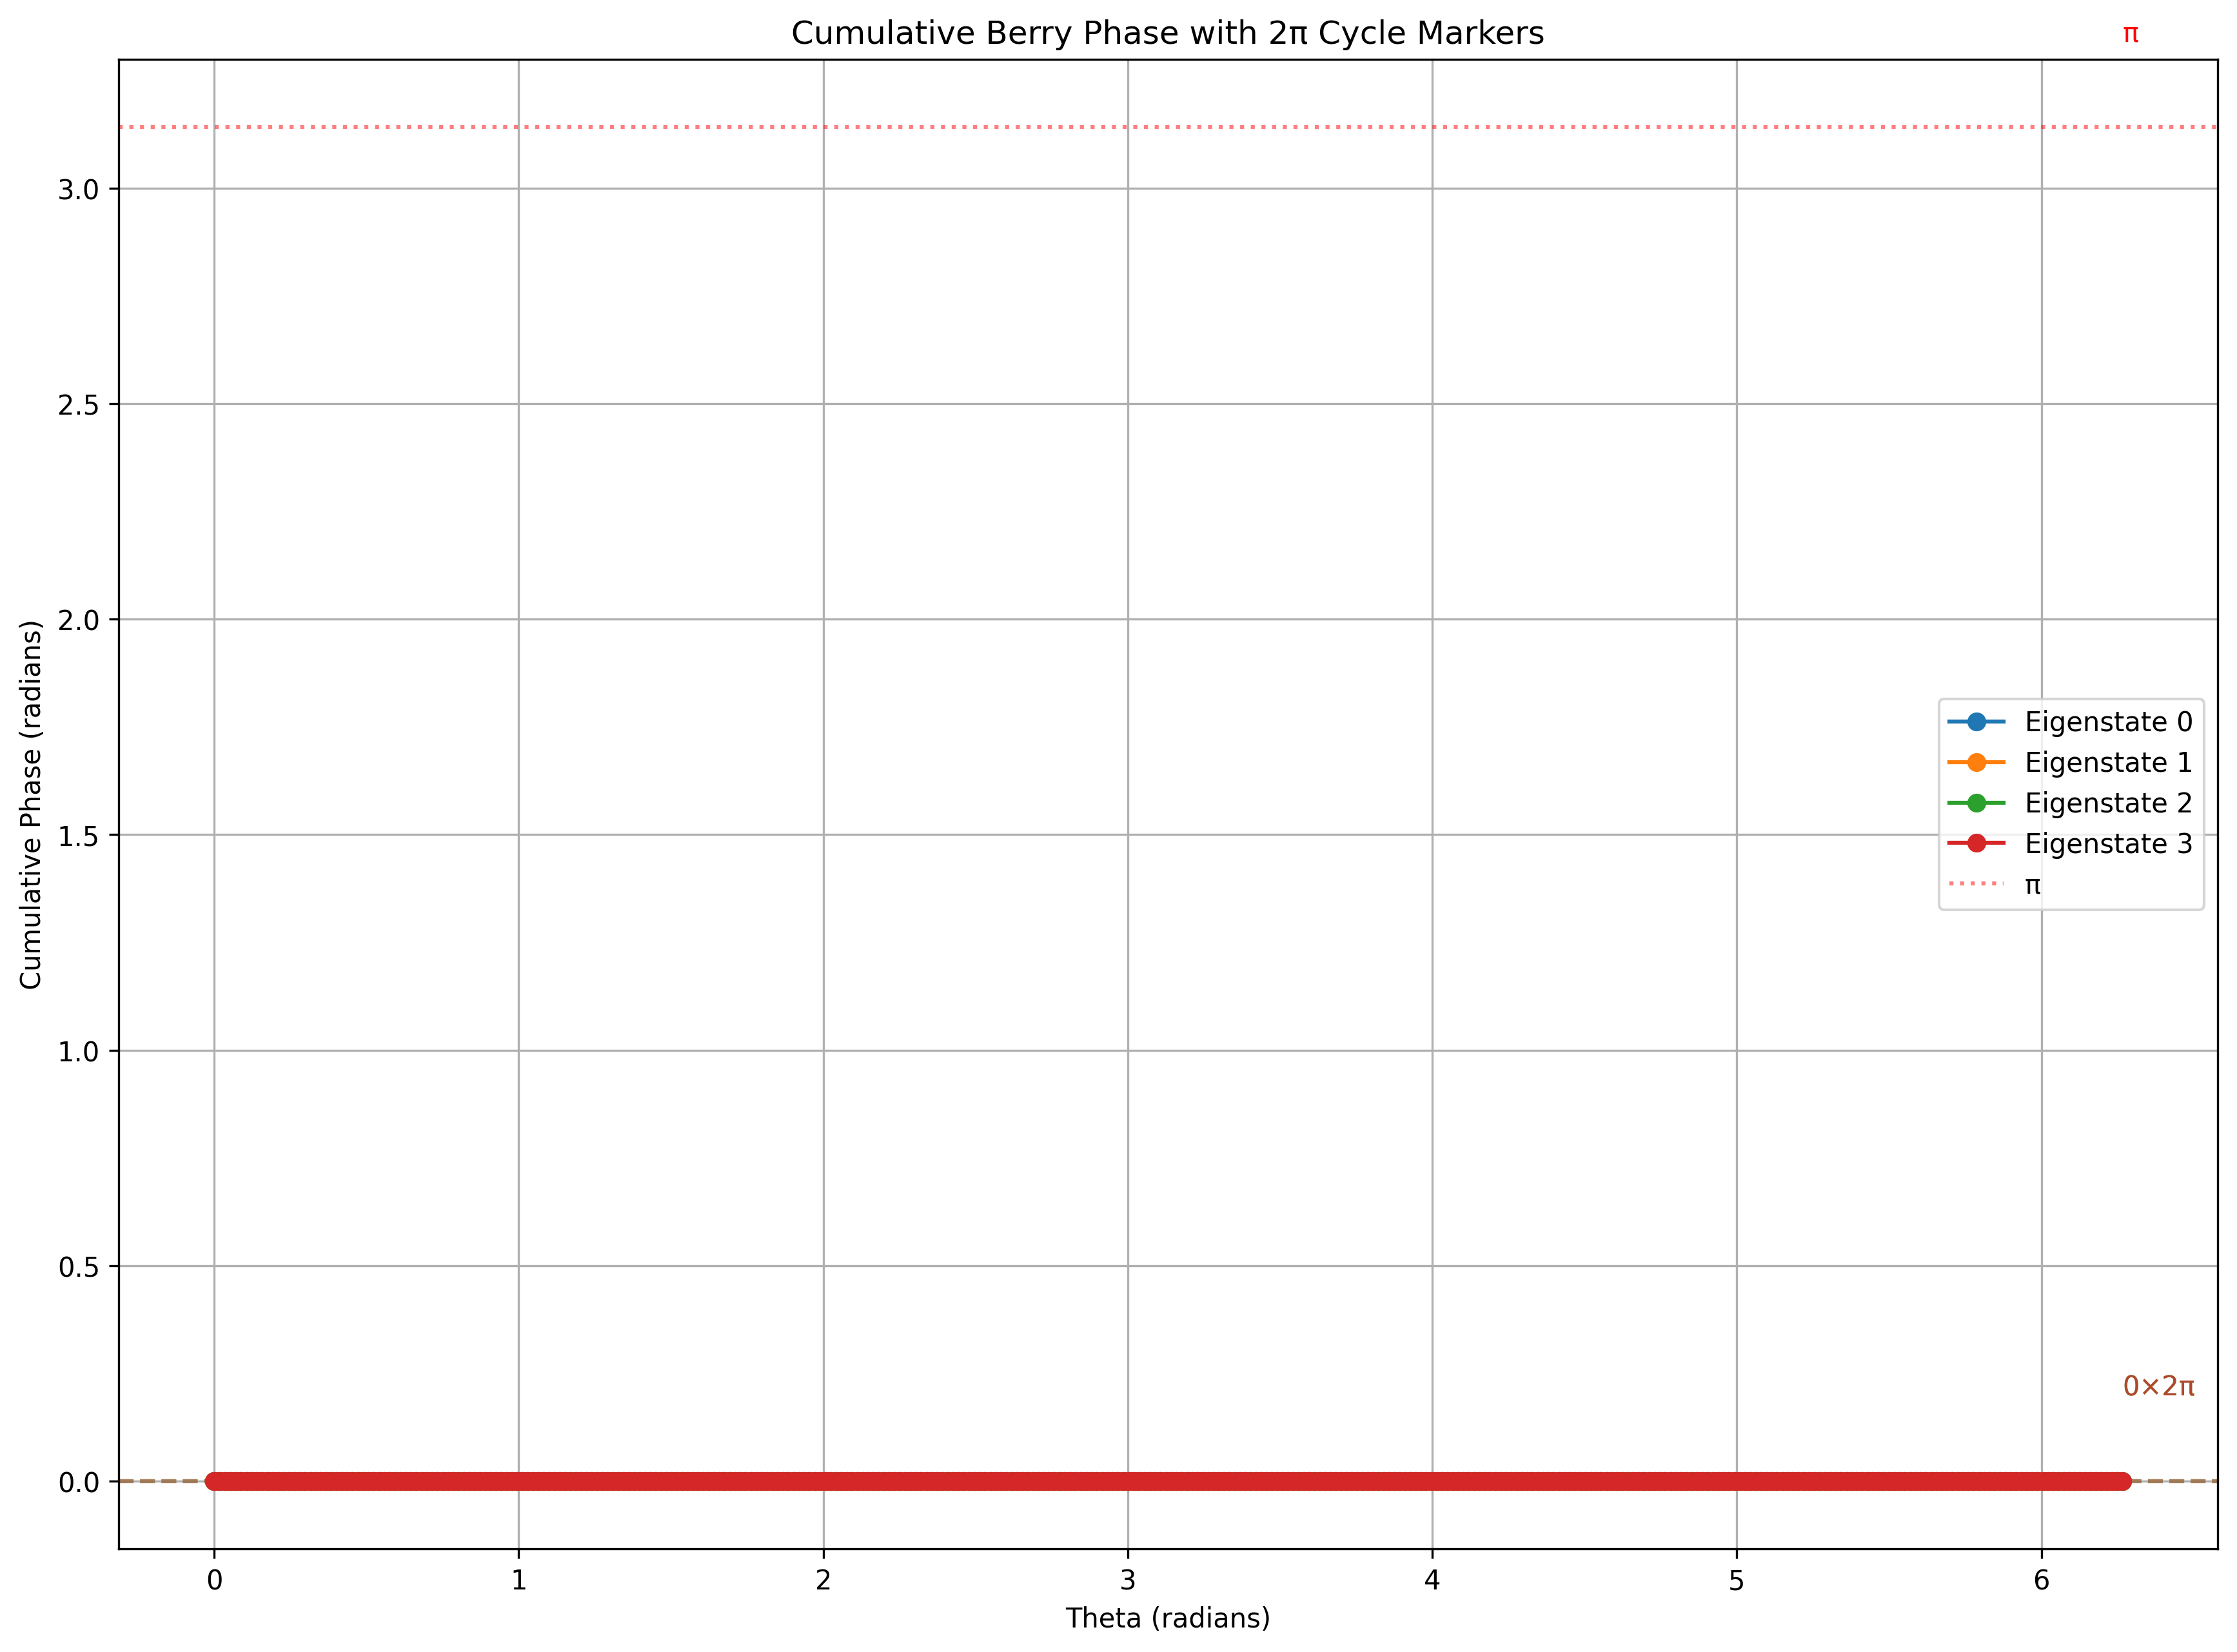 Cumulative Berry Phase with 2π Cycle Markers
π
3.0
2.5
2.0
1.5
1.0
0.5
0.0
Cumulative Phase (radians)
Eigenstate 0
Eigenstate 1
Eigenstate 2
Eigenstate 3
π
0×2π
0 1 2 3 4 5 6
Theta (radians)